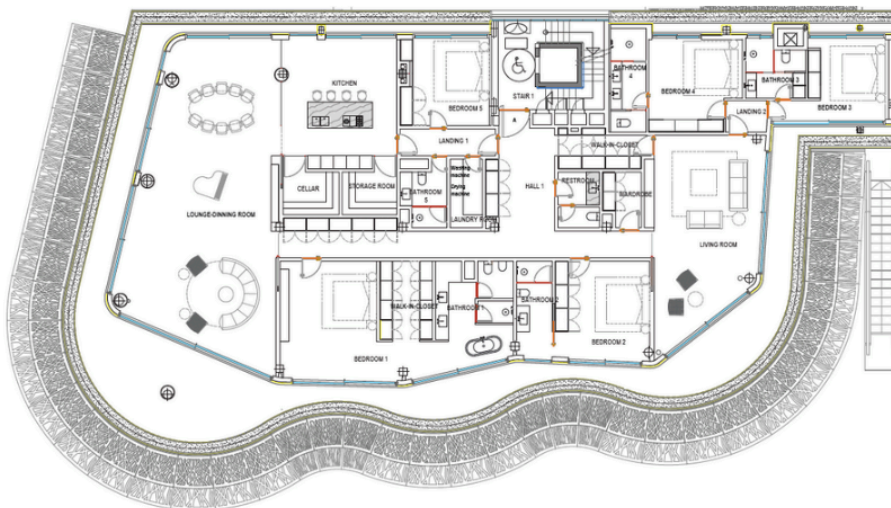 KITCHEN
BEDROOM 5
STAIR 1
BATHROOM
4
BEDROOM 4
BATHROOM 3
BEDROOM 3
LANDING 2
A
LANDING 1
WALK-IN-CLOSET
CELLAR
STORAGE ROOM
BATHROOM
5
Washing
machine
Drying
machine
LAUNDRY ROOM
HALL 1
RESTROOM
WARDROBE
LOUNGE-DINNING ROOM
LIVING ROOM
WALK-IN-CLOSET
BATHROOM 1
BATHROOM 2
BEDROOM 1
BEDROOM 2